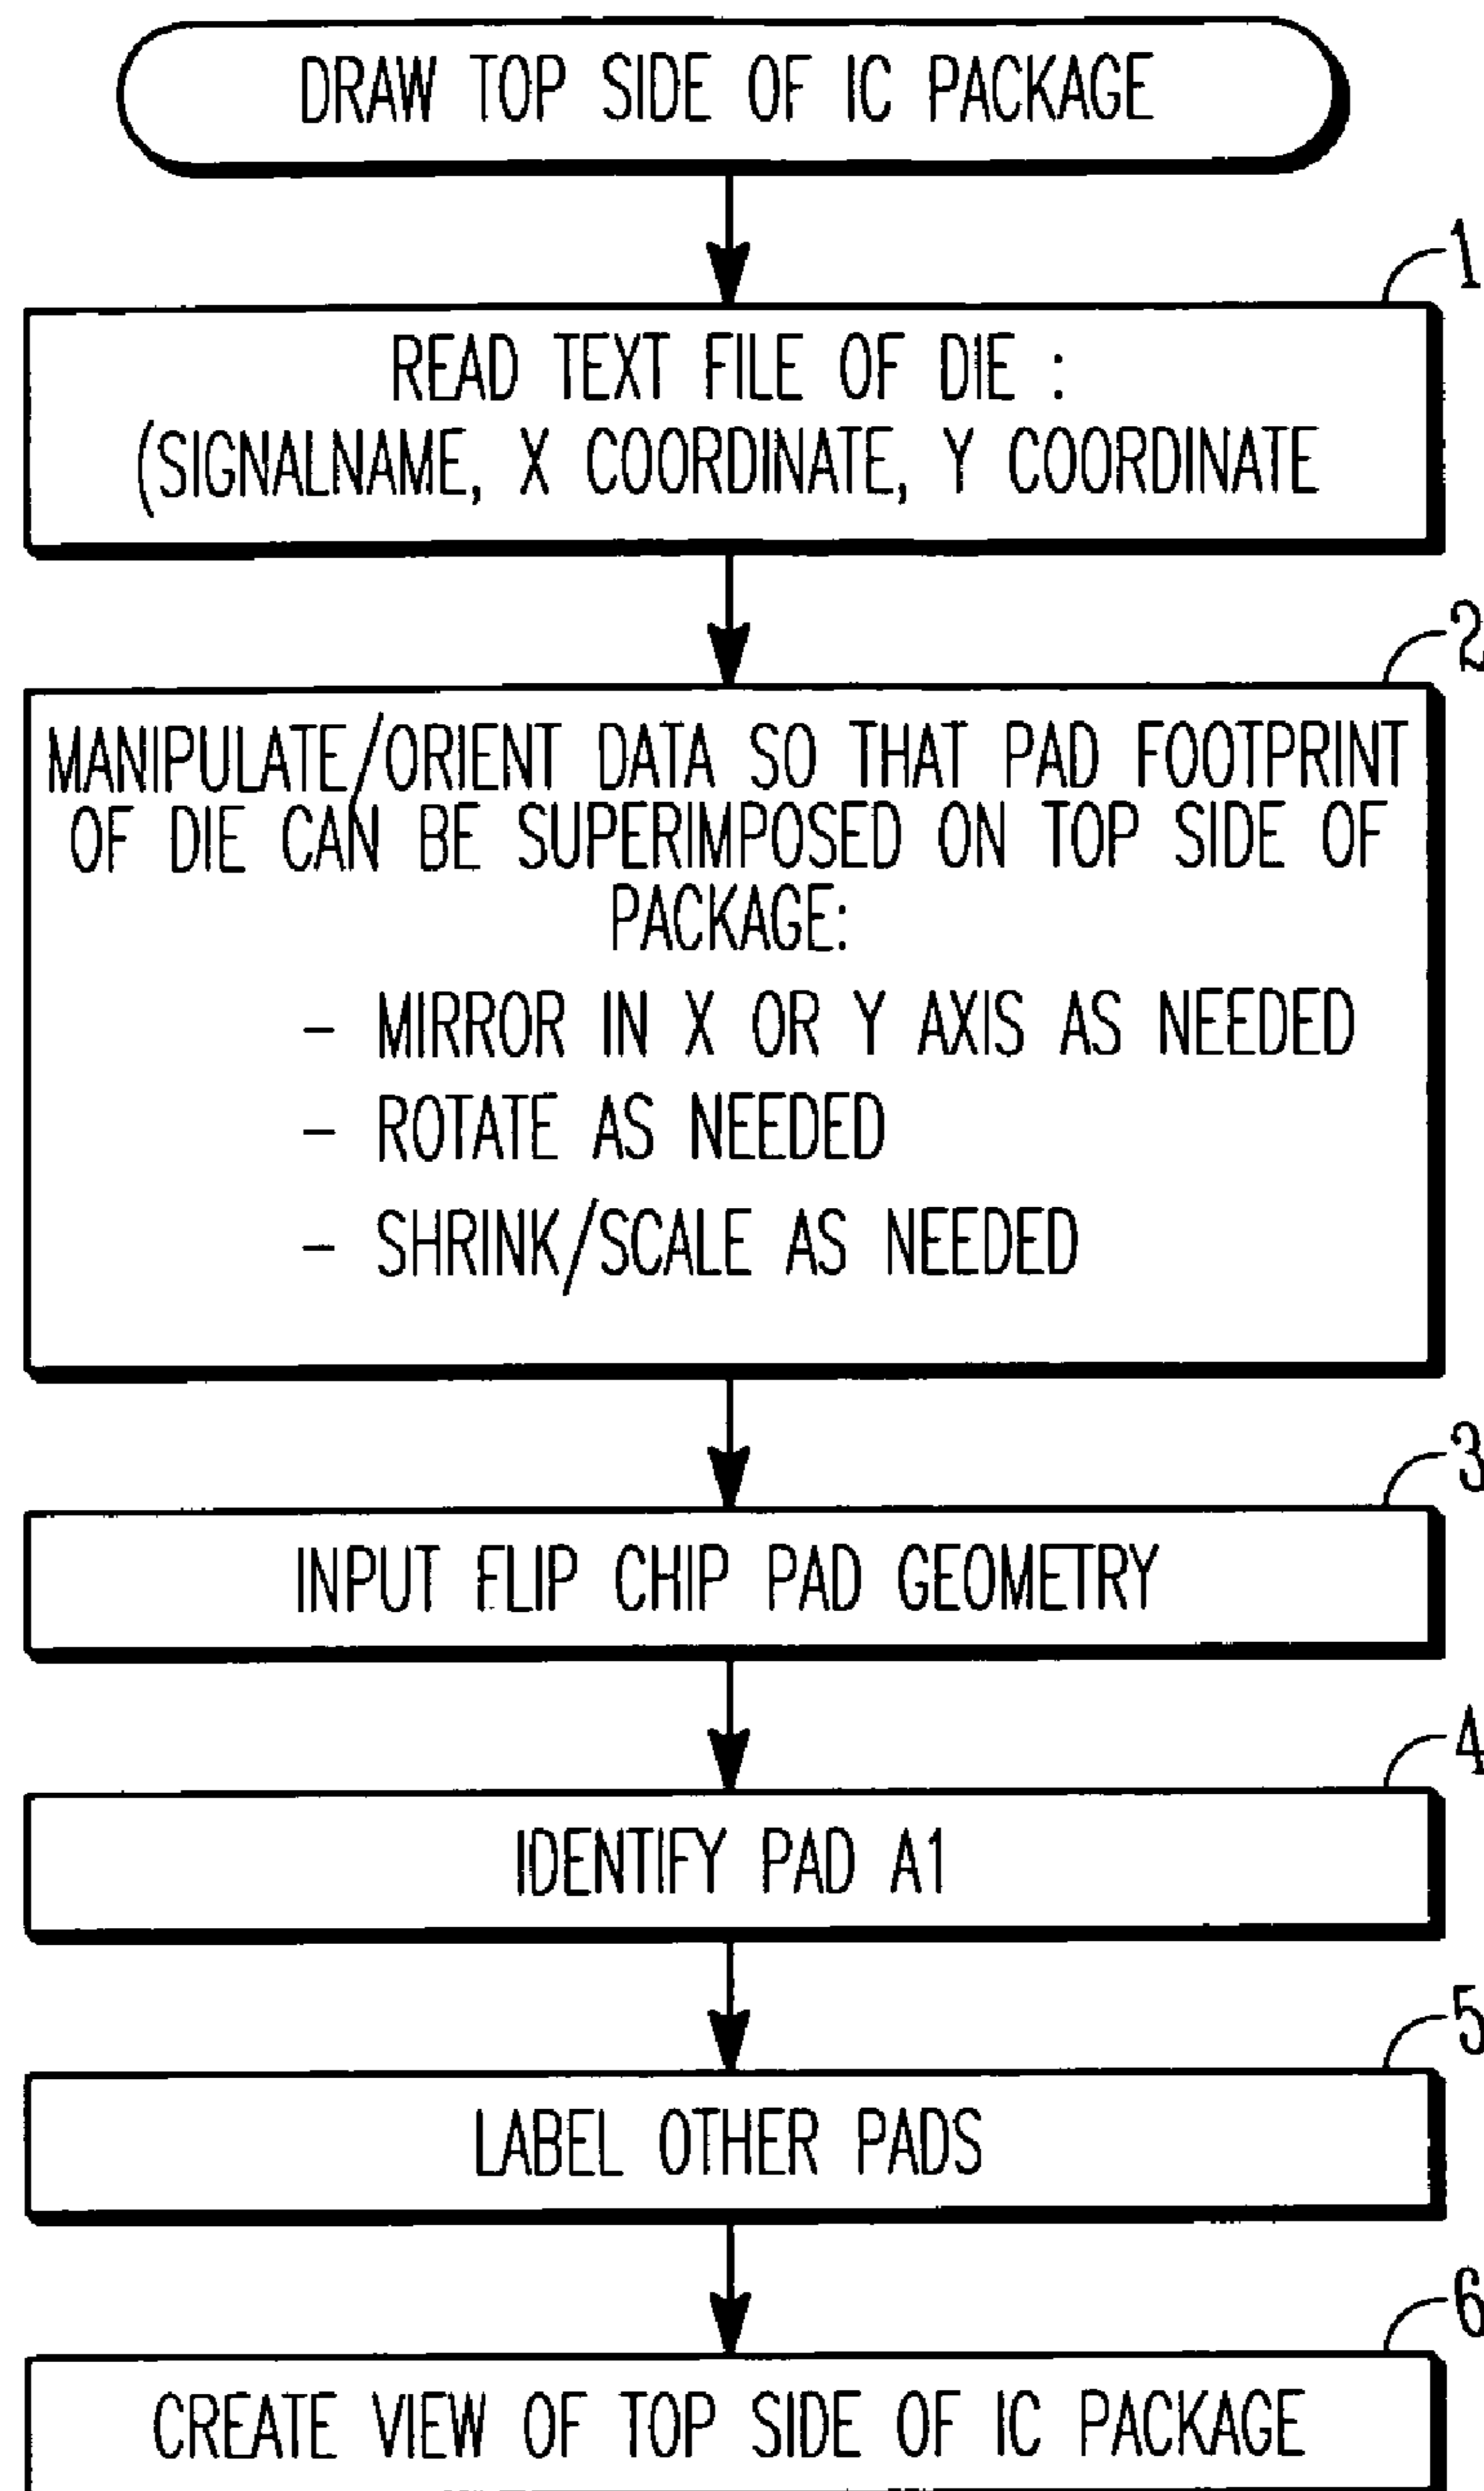 DRAW TOP SIDE OF IC PACKAGE
1
READ TEXT FILE OF DIE :
(SIGNALNAME, X COORDINATE, Y COORDINATE
2
MANIPULATE/ORIENT DATA SO THAT PAD FOOTPRINT
OF DIE CAN BE SUPERIMPOSED ON TOP SIDE OF
PACKAGE:
- MIRROR IN X OR Y AXIS AS NEEDED
- ROTATE AS NEEDED
- SHRINK/SCALE AS NEEDED
3
INPUT FLIP CHIP PAD GEOMETRY
4
IDENTIFY PAD A1
5
LABEL OTHER PADS
6
CREATE VIEW OF TOP SIDE OF IC PACKAGE